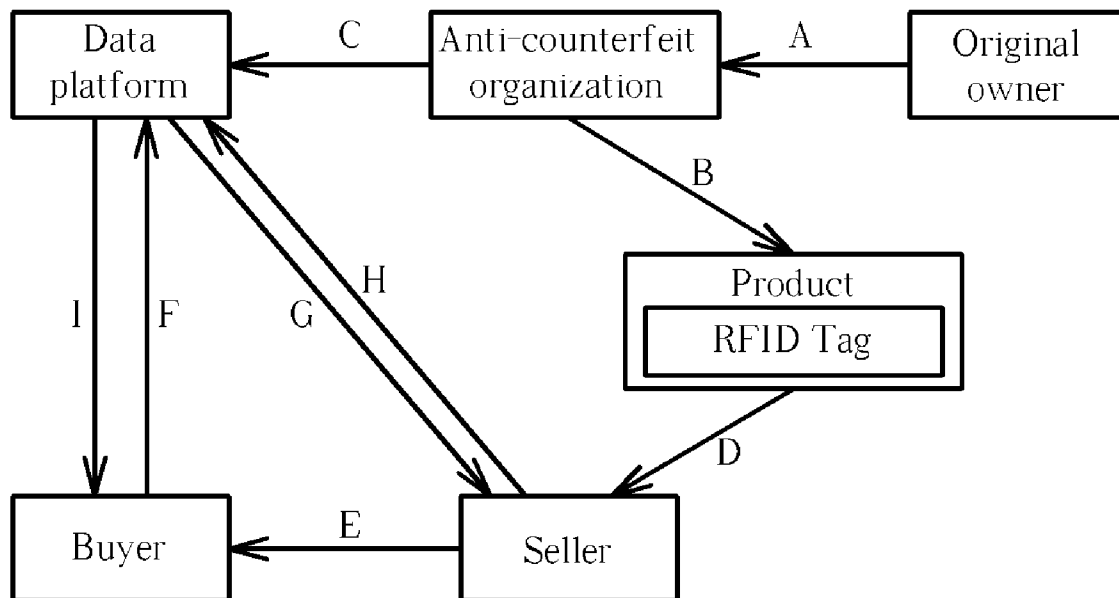 Data
platform
C
Anti-counterfeit
organization
A
Original
owner
B
Product
RFID Tag
I
F
H
G
D
Buyer
E
Seller